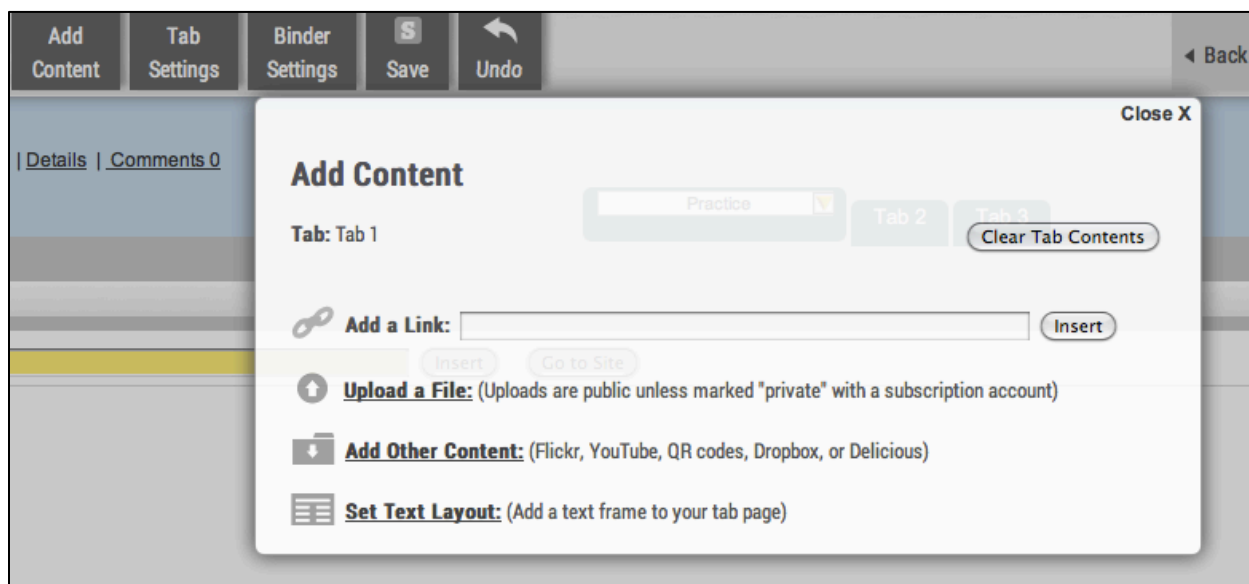 Add Content
Tab Settings
Binder Settings
S Save
Undo
Back
| Details | Comments 0
Close X
Add Content
Practice
Tab 2
Tab 3
Tab: Tab 1
Clear Tab Contents
Add a Link:
Insert
Insert
Go to Site
Upload a File: (Uploads are public unless marked "private" with a subscription account)
Add Other Content: (Flickr, YouTube, QR codes, Dropbox, or Delicious)
Set Text Layout: (Add a text frame to your tab page)